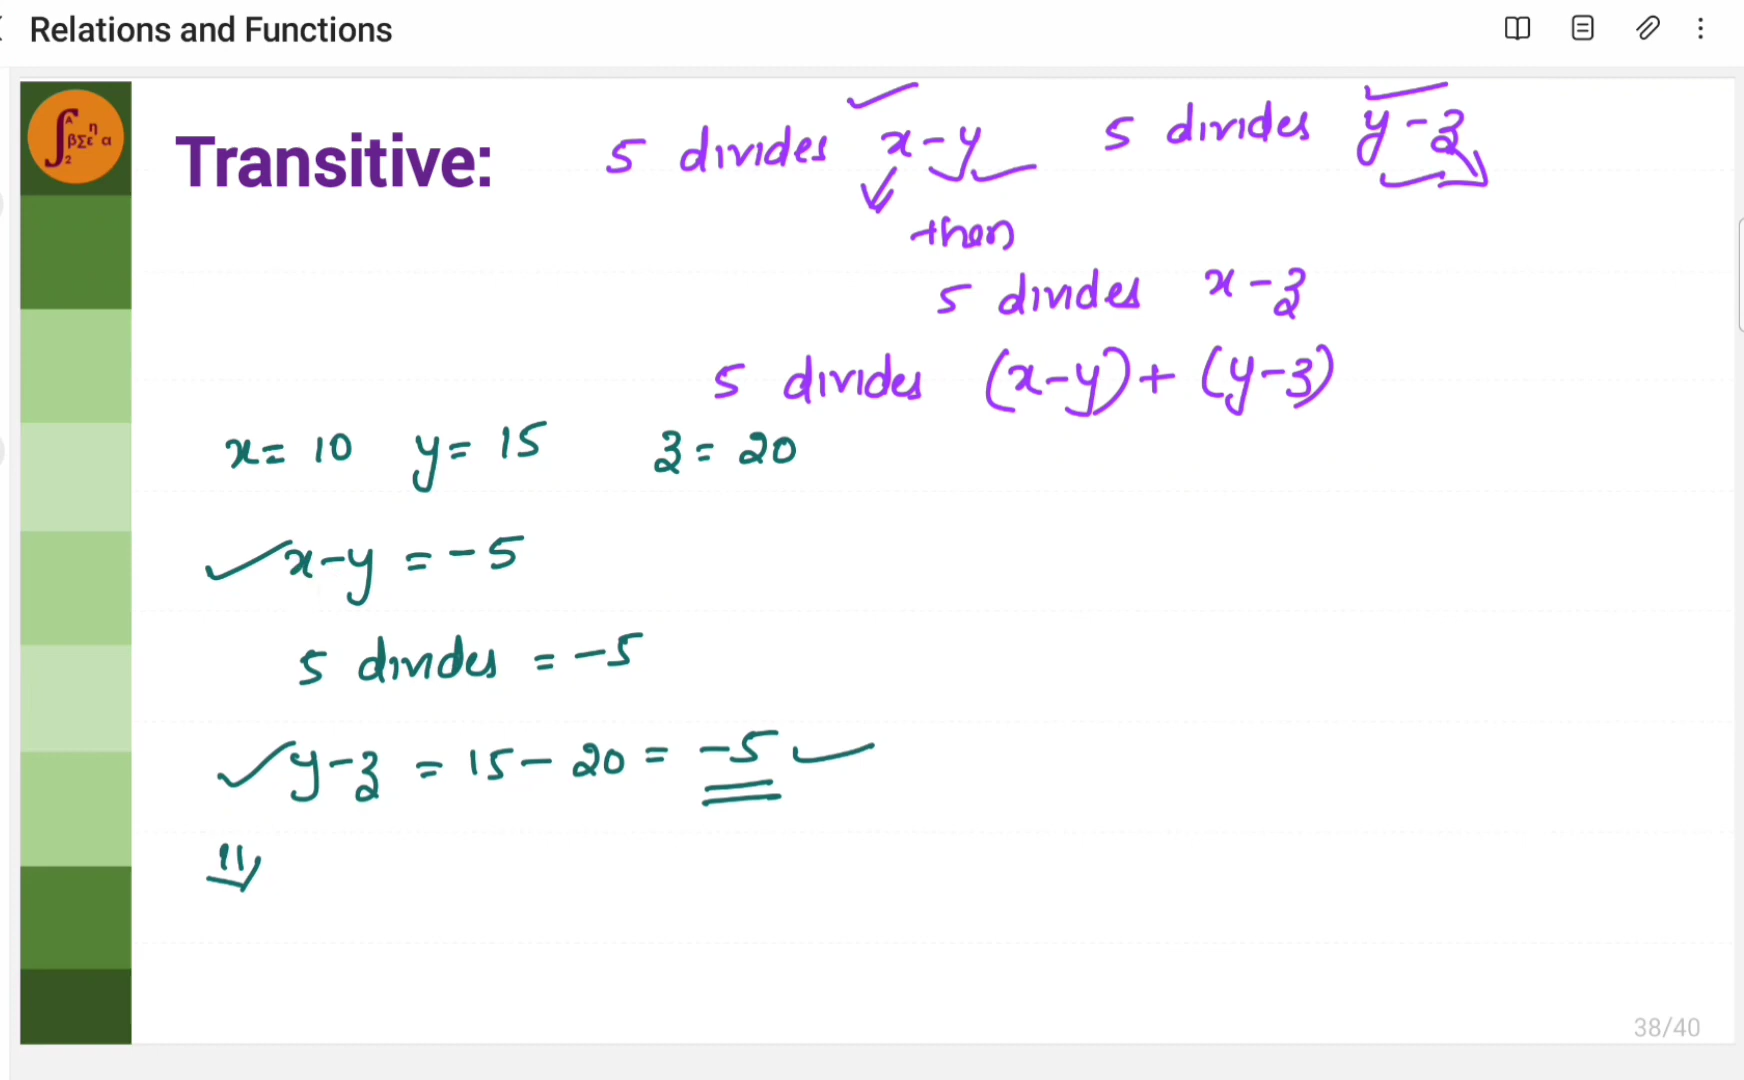 Relations and Functions
Transitive: 5 divides x-y 5 divides y-z
then
5 divides x-z
5 divides (x-y)+(y-z)
x= 10 y= 15 z= 20
x-y = -5
5 divides = -5
y-z = 15- 20 = -5
38/40